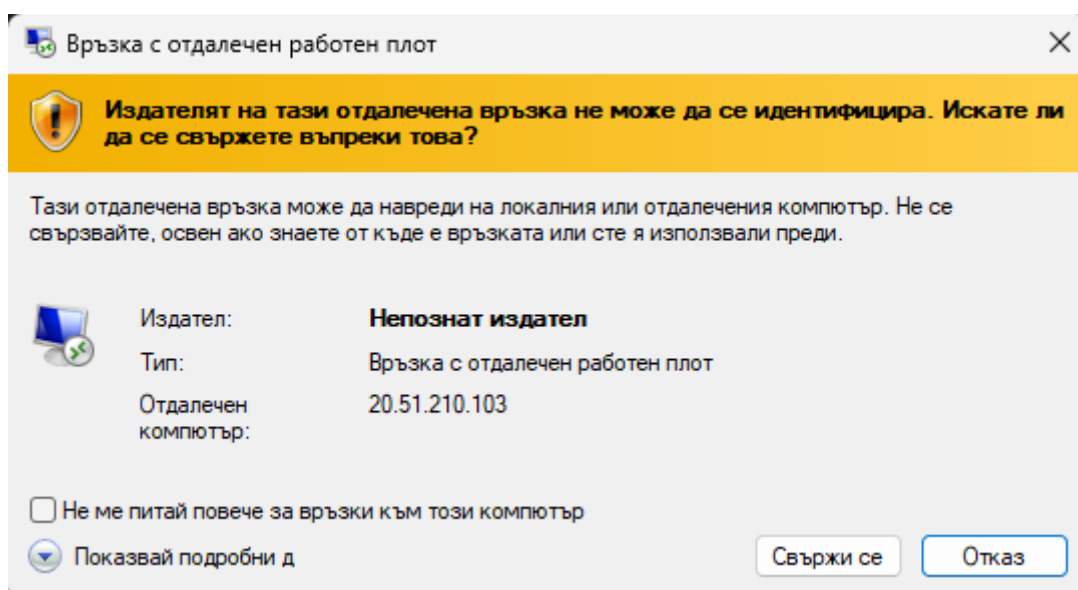 Връзка с отдалечен работен плот
Издателят на тази отдалечена връзка не може да се идентифицира. Искате ли
да се свържете въпреки това?
Тази отдалечена връзка може да навреди на локалния или отдалечения компютър. Не се
свързвайте, освен ако знаете от къде е връзката или сте я използвали преди.
Издател: Непознат издател
Тип: Връзка с отдалечен работен плот
Отдалечен 20.51.210.103
компютър:
Не ме питай повече за връзки към този компютър
Показвай подробни д
Свържи се Отказ